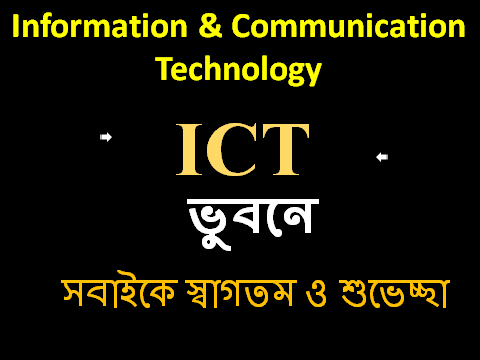 Information & Communication
Technology
ICT
ভুবনে
সবাইকে স্বাগতম ও শুভেচ্ছা